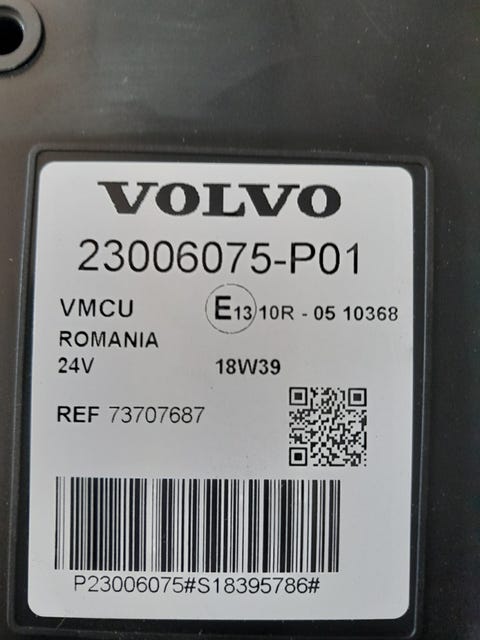 VOLVO
23006075-P01
VMCU E13 10R - 05 10368
ROMANIA
24V 18W39
REF 73707687
P23006075#S18395786#